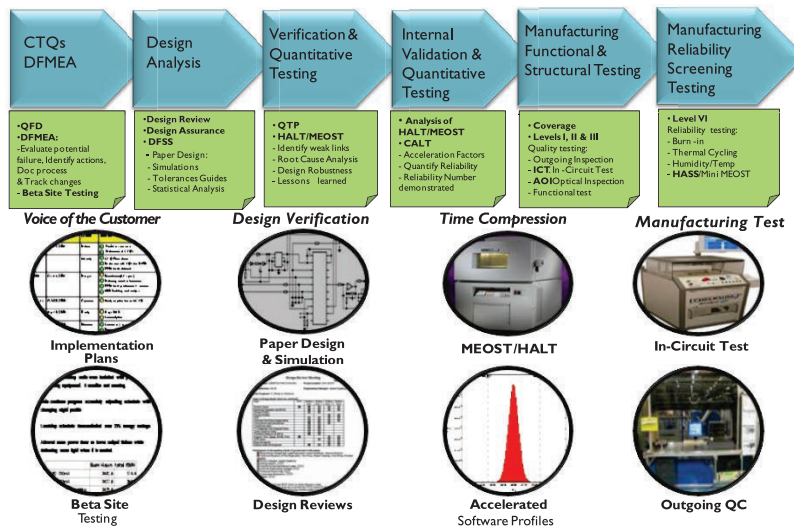 CTQs
DFMEA
Design
Analysis
Verification &
Quantitative
Testing
Internal
Validation &
Quantitative
Testing
Manufacturing
Functional &
Structural Testing
Manufacturing
Reliability
Screening
Testing
•QFD
•DFMEA:
-Evaluate potential
failure, Identify actions,
Doc process
& Track changes
- Beta Site Testing
•Design Review
•Design Assurance
•DFSS
- Paper Design:
- Simulations
- Tolerances Guides
- Statistical Analysis
•QTP
•HALT/MEOST
- Identify weak links
- Root Cause Analysis
- Design Robustness
- Lessons learned
• Analysis of
HALT/MEOST
• CALT
- Acceleration Factors
- Quantify Reliability
- Reliability Number
demonstrated
• Coverage
• Levels I, II & III
Quality testing:
- Outgoing Inspection
- ICT. In -Circuit Test
- AOI Optical Inspection
- Functional test
• Level VI
Reliability testing:
- Burn -in
- Thermal Cycling
- Humidity/Temp
- HASS/Mini MEOST
Voice of the Customer
Design Verification
Time Compression
Manufacturing Test
Implementation
Plans
Paper Design
& Simulation
MEOST/HALT
In-Circuit Test
Beta Site
Testing
Design Reviews
Accelerated
Software Profiles
Outgoing QC